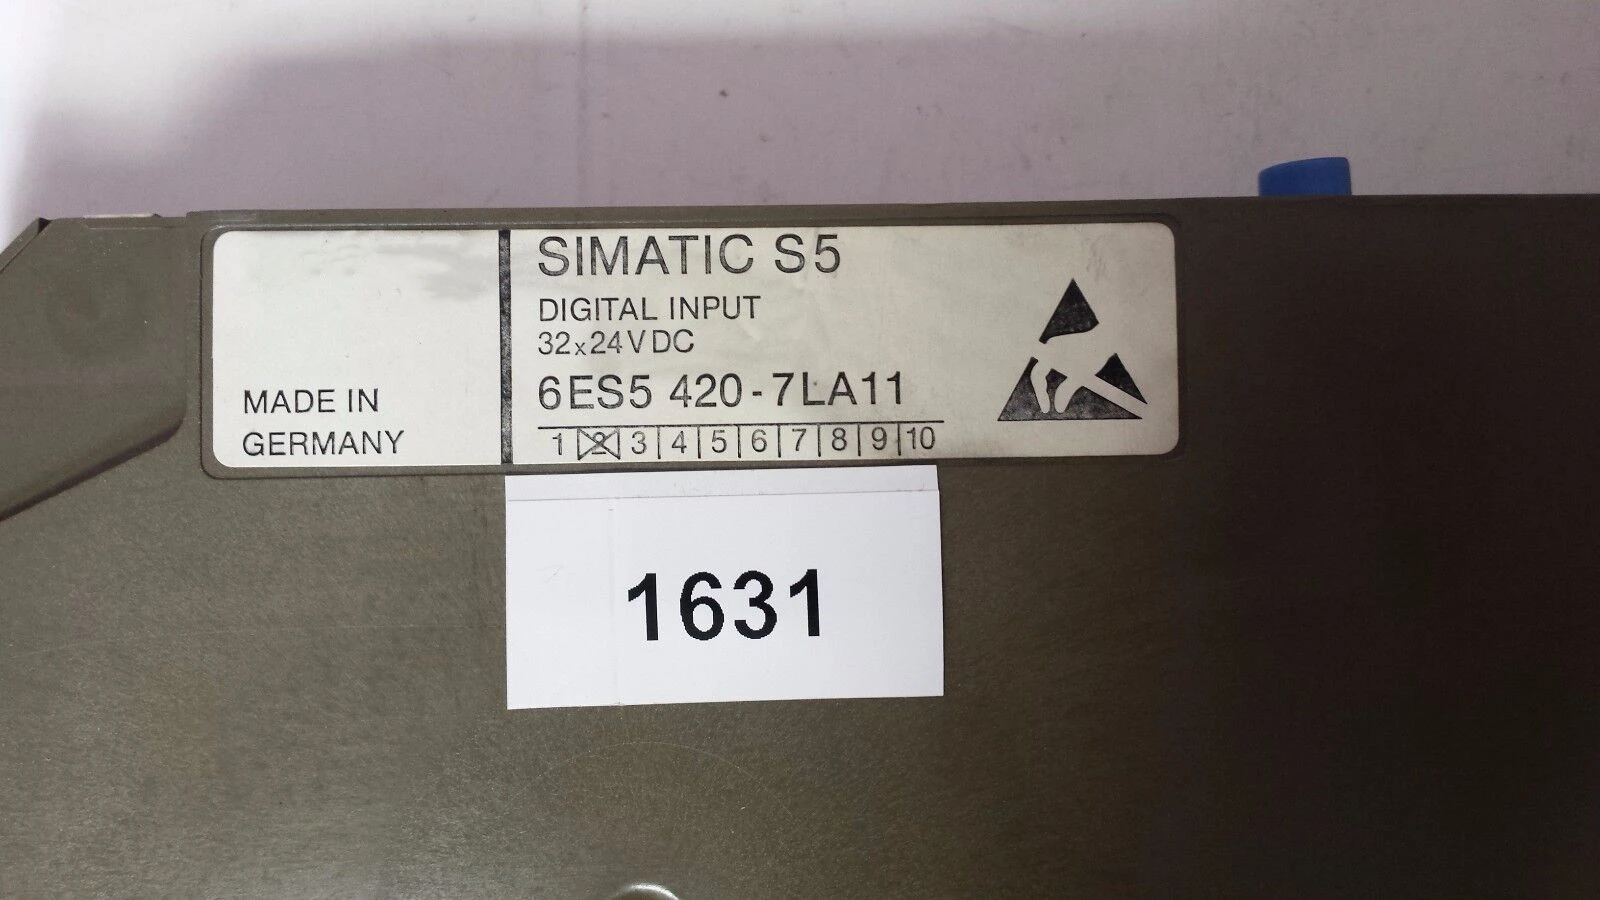 SIMATIC S5
DIGITAL INPUT
32x24VDC
6ES5 420-7LA11
1 2 3 4 5 6 7 8 9 10
MADE IN
GERMANY
1631